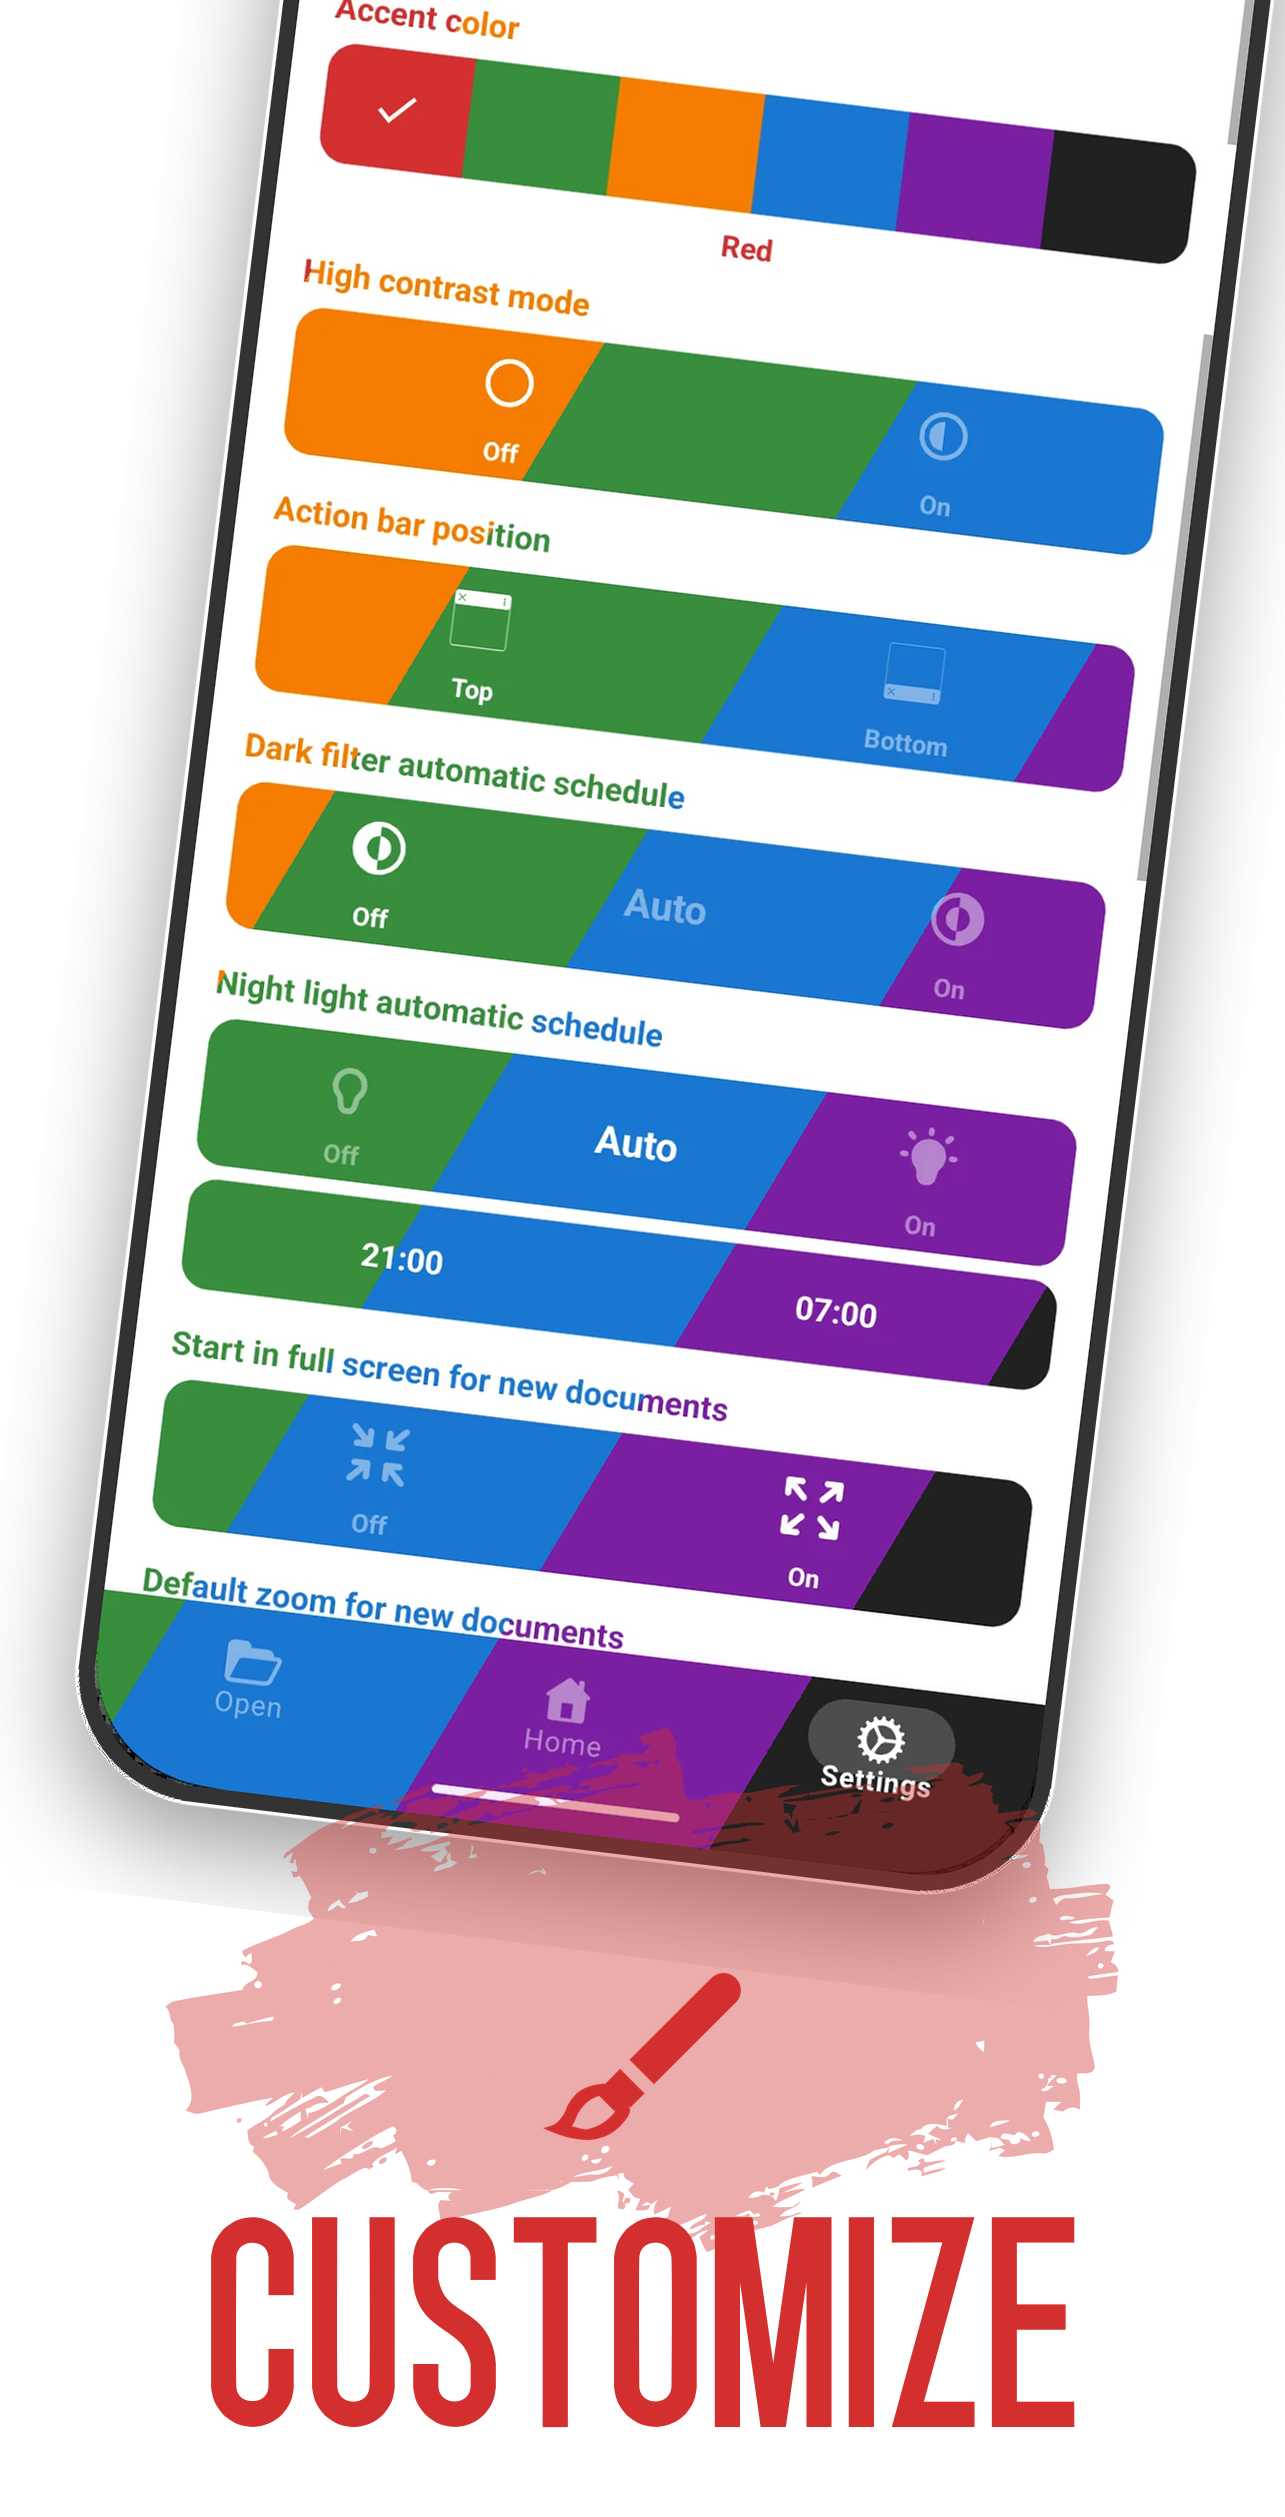 Accent color
Red
High contrast mode
Off
On
Action bar position
Top
Bottom
Dark filter automatic schedule
Off
Auto
On
Night light automatic schedule
Off
Auto
On
21:00
07:00
Start in full screen for new documents
Off
On
Default zoom for new documents
Open
Home
Settings
CUSTOMIZE